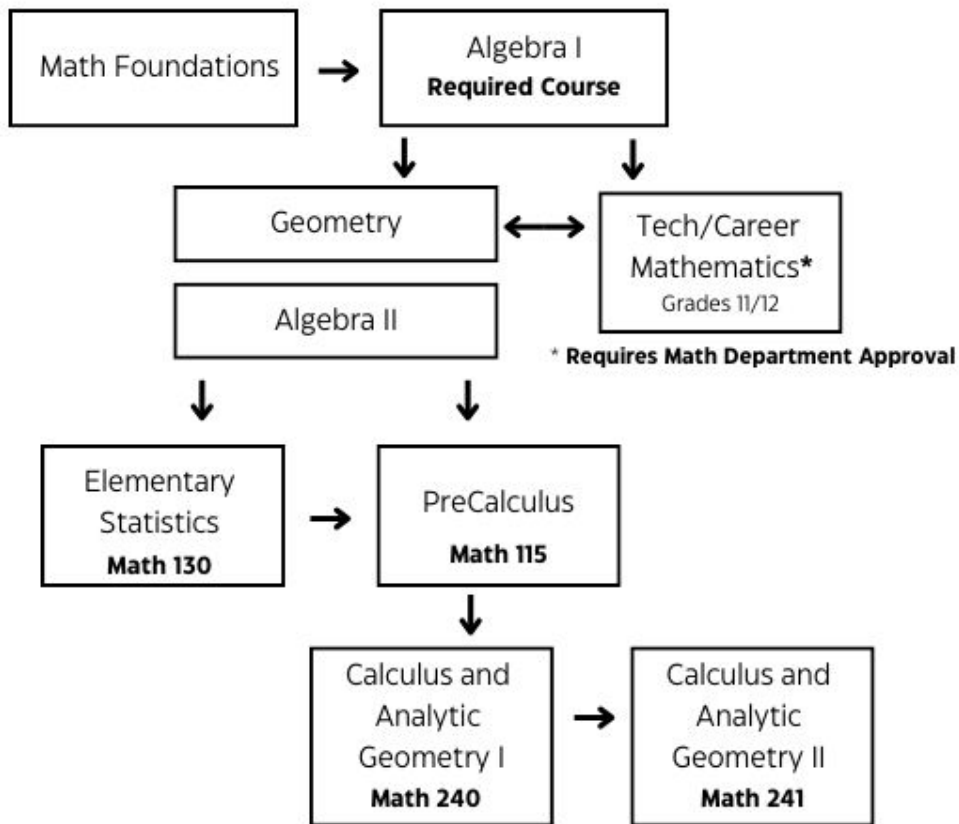 Math Foundations
Algebra I
Required Course
Geometry
Tech/Career
Mathematics*
Grades 11/12
Algebra II
* Requires Math Department Approval
Elementary
Statistics
Math 130
PreCalculus
Math 115
Calculus and
Analytic
Geometry I
Math 240
Calculus and
Analytic
Geometry II
Math 241